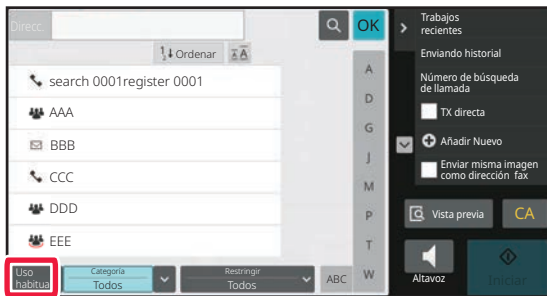 Direcc.
OK
Ordenar
search 0001register 0001
AAA
BBB
CCC
DDD
EEE
A
D
G
J
M
P
T
W
Uso
habitual
Categoría
Todos
Restringir
Todos
ABC
Trabajos
recientes
Enviando historial
Número de búsqueda
de llamada
TX directa
Añadir Nuevo
Enviar misma imagen
como dirección fax
Vista previa
CA
Altavoz
Iniciar